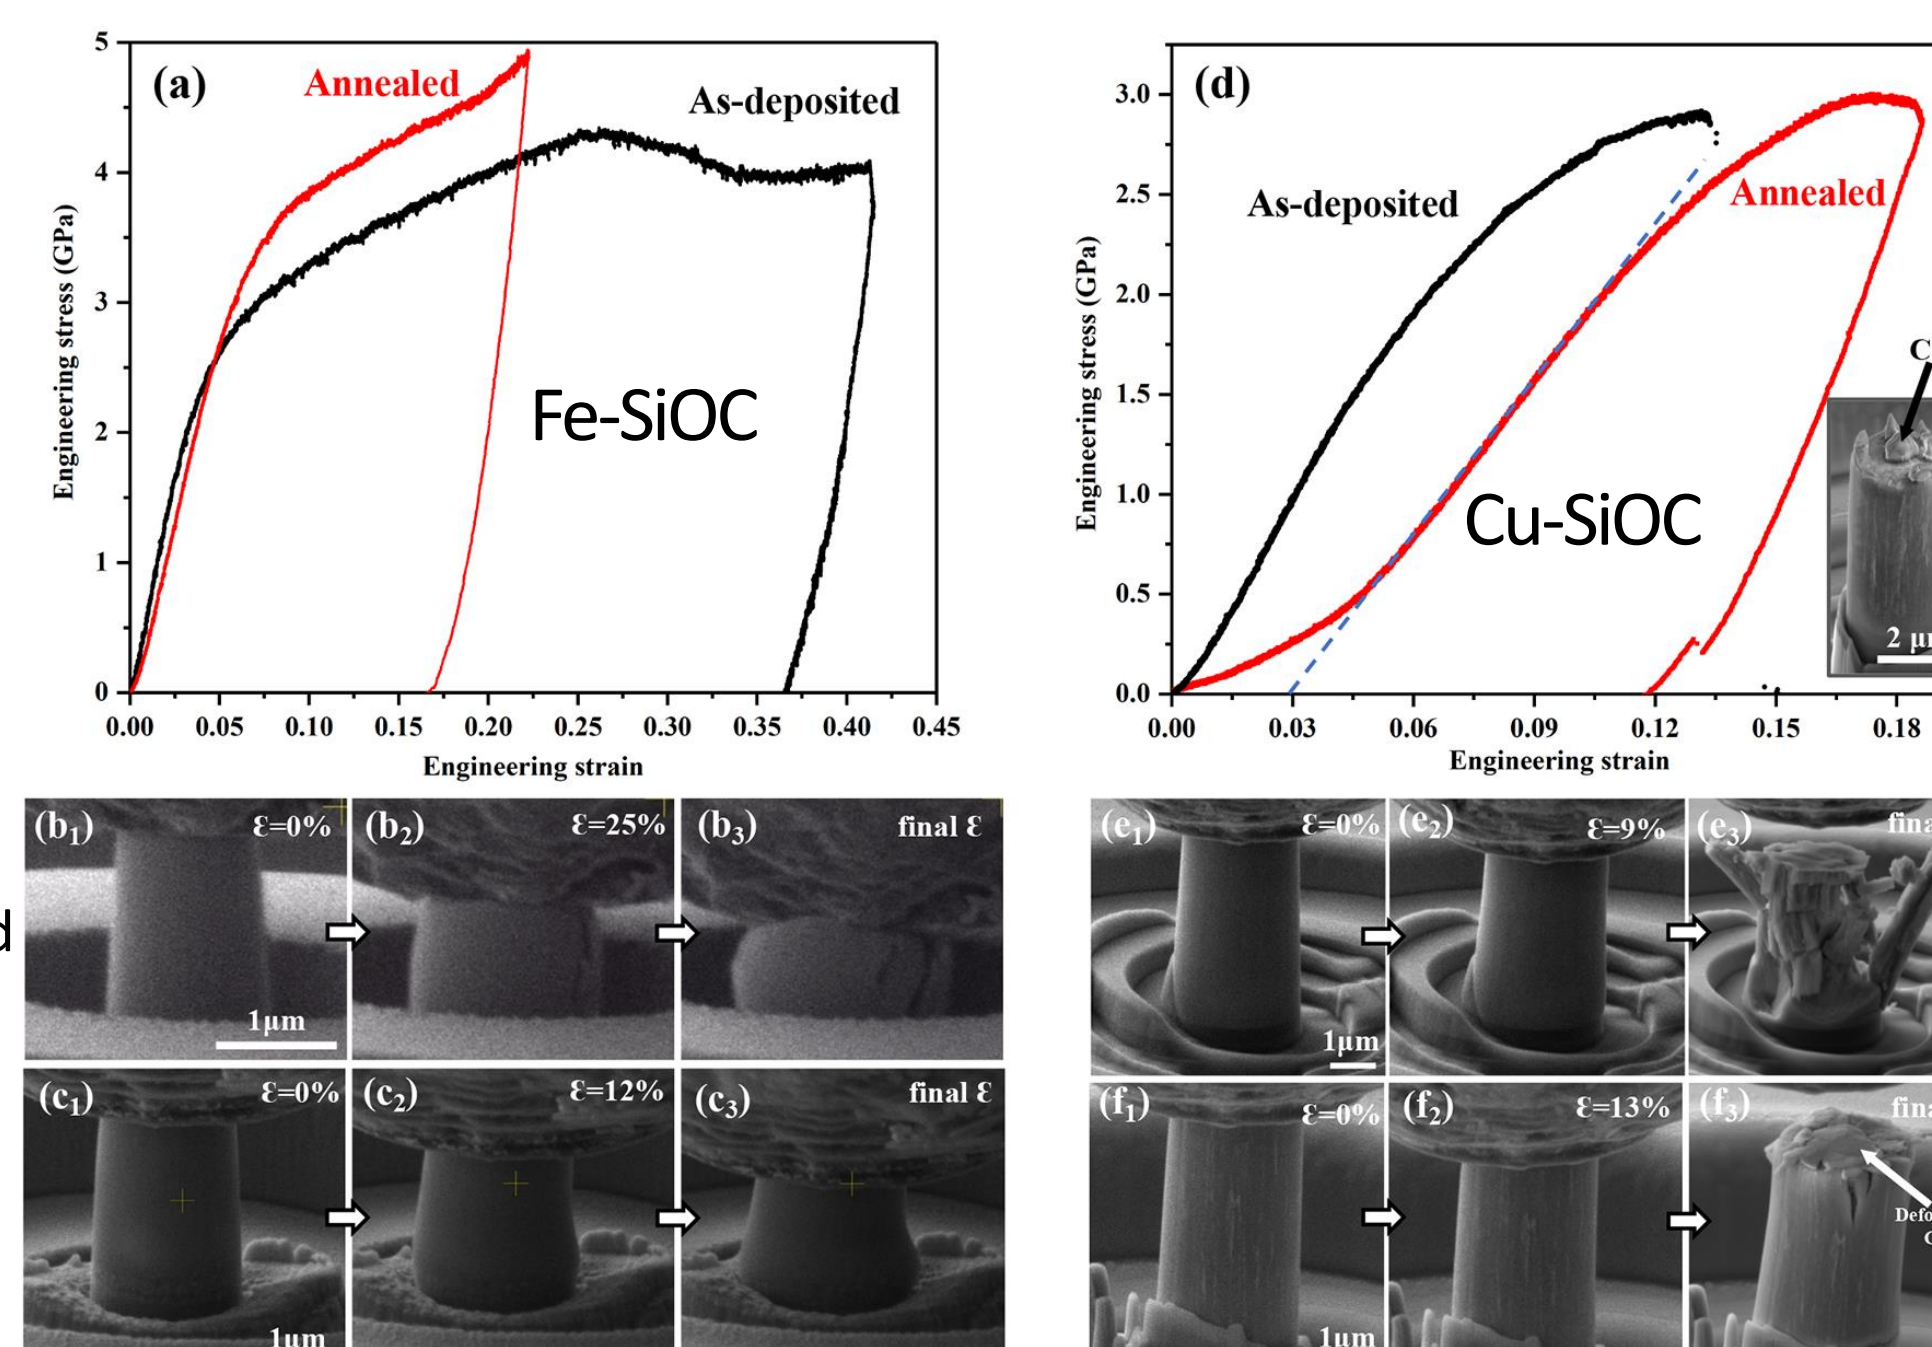 (a)
Annealed
As-deposited
Fe-SiOC
Engineering stress (GPa)
5
4
3
2
1
0
0.00 0.05 0.10 0.15 0.20 0.25 0.30 0.35 0.40 0.45
Engineering strain
(d)
As-deposited
Annealed
Cu-SiOC
Engineering stress (GPa)
3.0
2.5
2.0
1.5
1.0
0.5
0.0
0.00 0.03 0.06 0.09 0.12 0.15 0.18
Engineering strain
2 μ
(b1) ε=0%
1μm
(b2) ε=25%
(b3) final ε
(c1) ε=0%
1μm
(c2) ε=12%
(c3) final ε
(e1) ε=0%
1μm
(e2) ε=9%
(e3)
(f1) ε=0%
1μm
(f2) ε=13%
(f3)